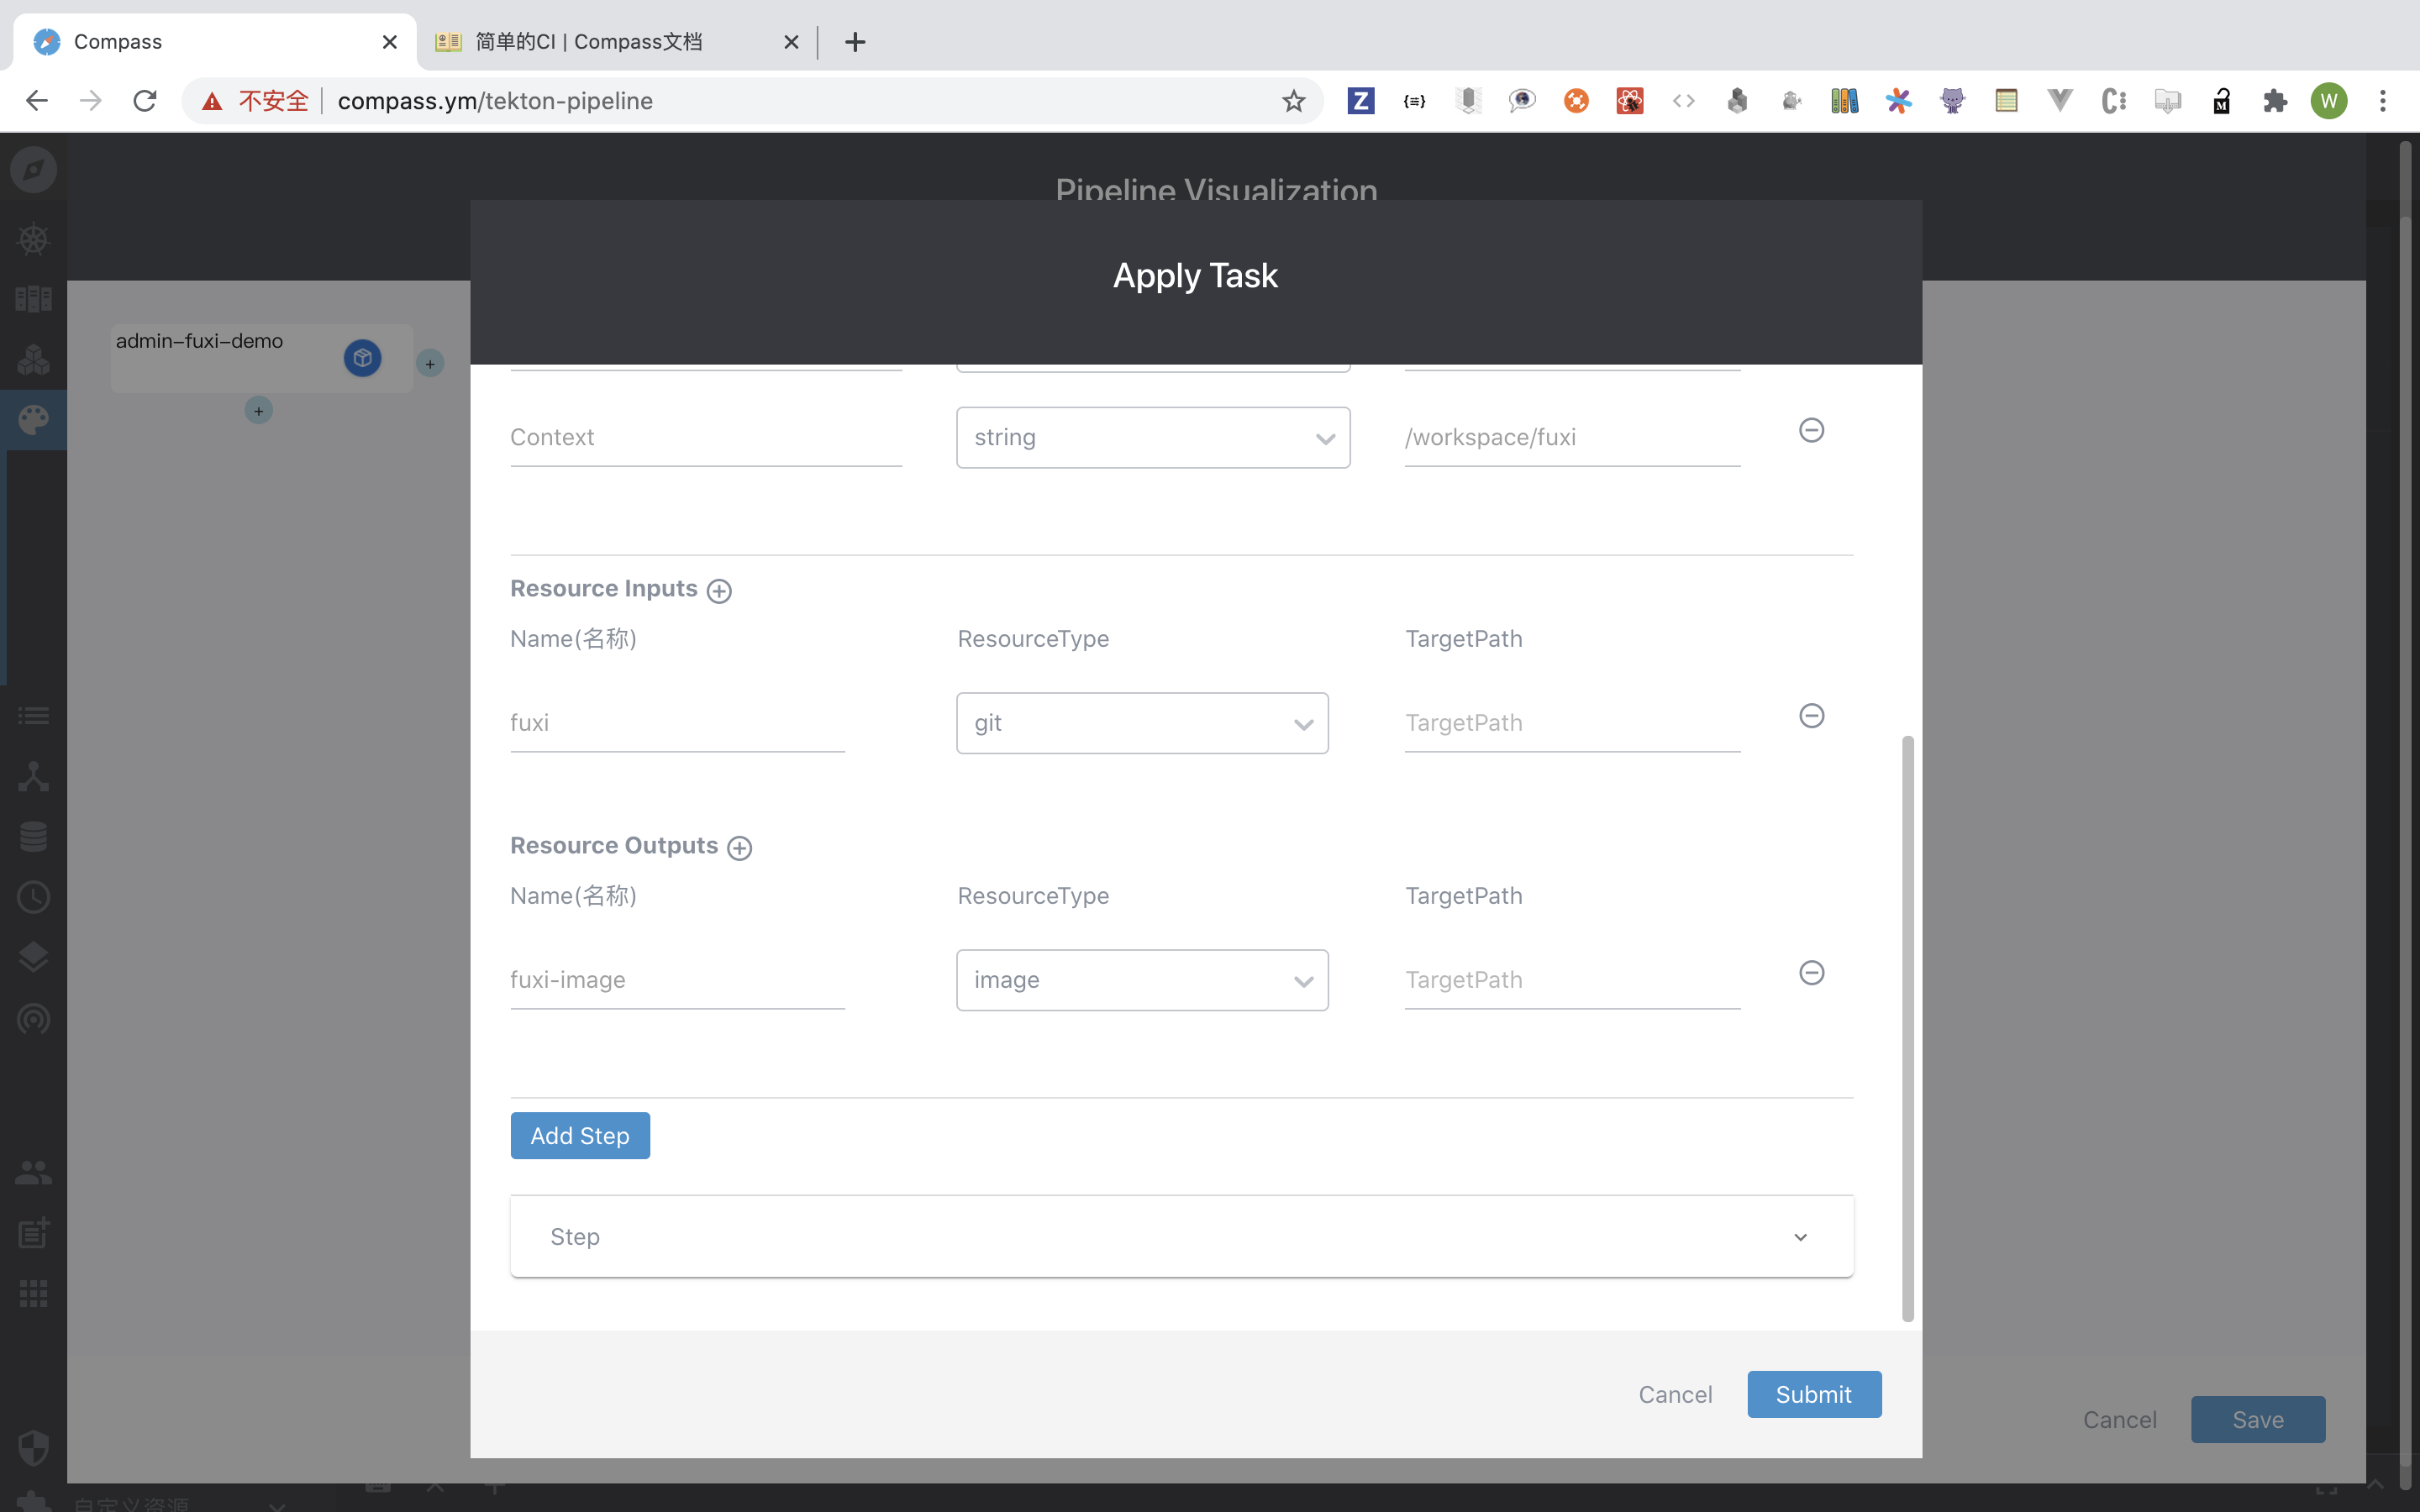 Compass
简单的CI | Compass文档
不安全 compass.ym/tekton-pipeline
W
Pipeline Visualization
Apply Task
admin-fuxi-demo
Context string /workspace/fuxi
Resource Inputs
Name(名称) ResourceType TargetPath
fuxi git TargetPath
Resource Outputs
Name(名称) ResourceType TargetPath
fuxi-image image TargetPath
Add Step
Step
Cancel Submit
Cancel Save
自定义资源